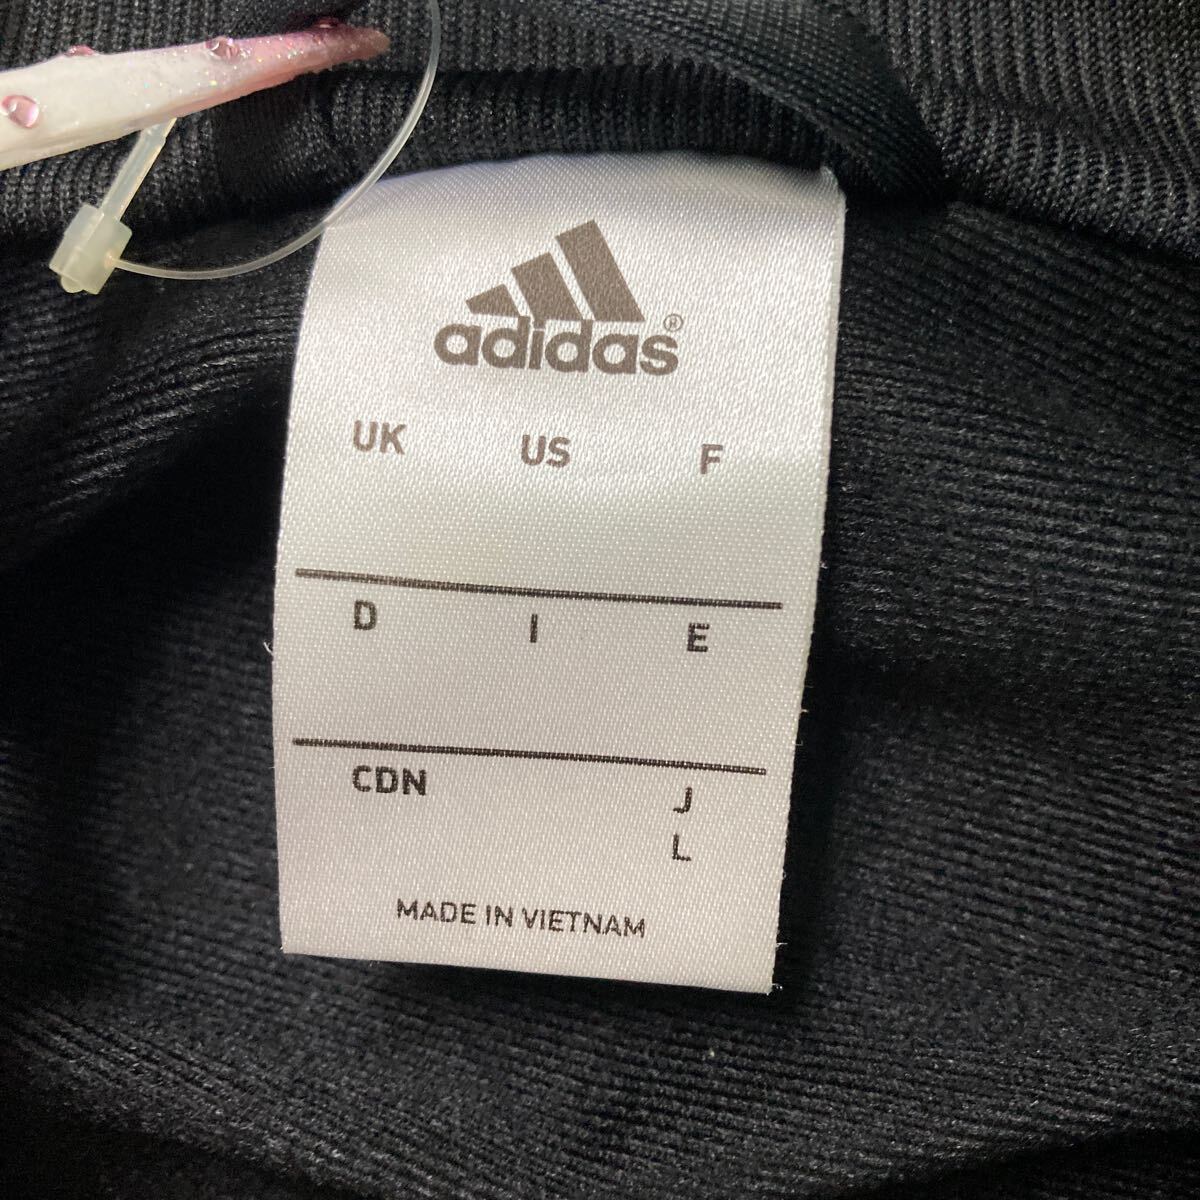 adidas®
UK US F
D I E
CDN J
L
MADE IN VIETNAM